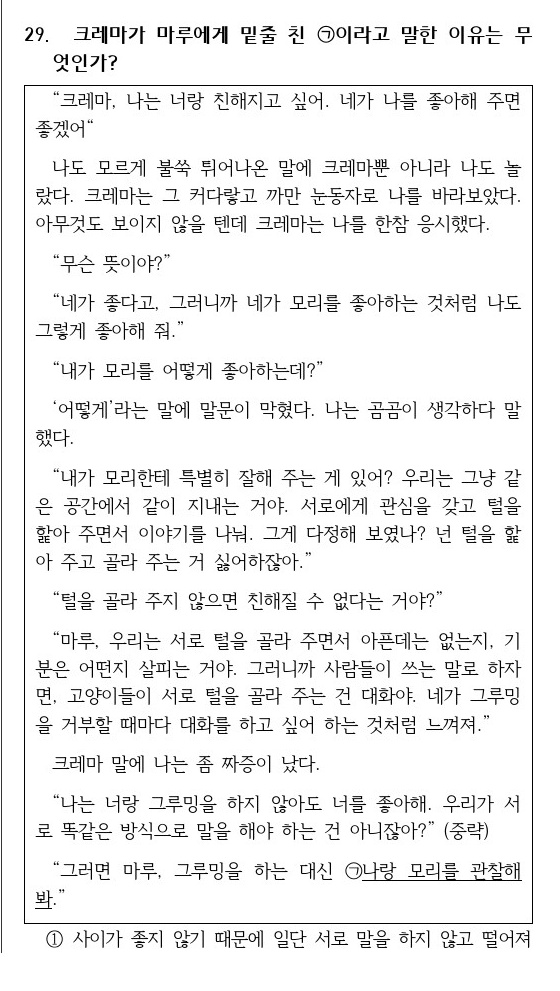 29. 크레마가 마루에게 밑줄 친 ㉠이라고 말한 이유는 무
엇인가?
“크레마, 나는 너랑 친해지고 싶어. 네가 나를 좋아해 주면
좋겠어“
나도 모르게 불쑥 튀어나온 말에 크레마뿐 아니라 나도 놀
랐다. 크레마는 그 커다랗고 까만 눈동자로 나를 바라보았다.
아무것도 보이지 않을 텐데 크레마는 나를 한참 응시했다.
“무슨 뜻이야?”
“네가 좋다고, 그러니까 네가 모리를 좋아하는 것처럼 나도
그렇게 좋아해 줘.”
“내가 모리를 어떻게 좋아하는데?”
‘어떻게’라는 말에 말문이 막혔다. 나는 곰곰이 생각하다 말
했다.
“내가 모리한테 특별히 잘해 주는 게 있어? 우리는 그냥 같
은 공간에서 같이 지내는 거야. 서로에게 관심을 갖고 털을
핥아 주면서 이야기를 나눠. 그게 다정해 보였나? 넌 털을 핥
아 주고 골라 주는 거 싫어하잖아.”
“털을 골라 주지 않으면 친해질 수 없다는 거야?”
“마루, 우리는 서로 털을 골라 주면서 아픈데는 없는지, 기
분은 어떤지 살피는 거야. 그러니까 사람들이 쓰는 말로 하자
면, 고양이들이 서로 털을 골라 주는 건 대화야. 네가 그루밍
을 거부할 때마다 대화를 하고 싶어 하는 것처럼 느껴져.”
크레마 말에 나는 좀 짜증이 났다.
“나는 너랑 그루밍을 하지 않아도 너를 좋아해. 우리가 서
로 똑같은 방식으로 말을 해야 하는 건 아니잖아?” (중략)
“그러면 마루, 그루밍을 하는 대신 ㉠나랑 모리를 관찰해
봐.”
① 사이가 좋지 않기 때문에 일단 서로 말을 하지 않고 떨어져